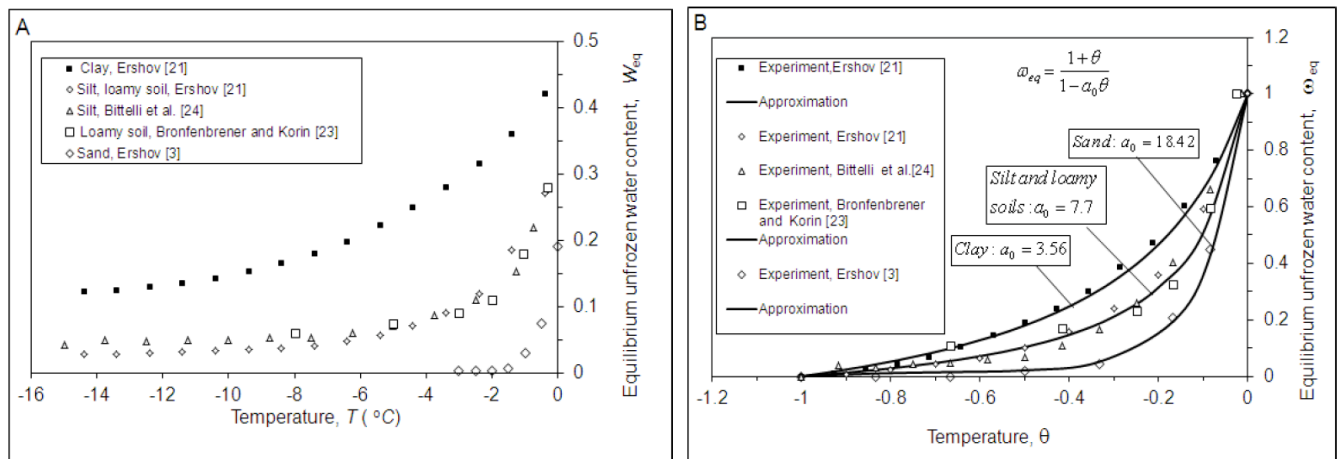 A
0.5
0.4
0.3
0.2
0.1
0
Equilibrium unfrozen water content, W_eq
Clay, Ershov [21]
Silt, loamy soil, Ershov [21]
Silt, Bittelli et al. [24]
Loamy soil, Bronfenbrener and Korin [23]
Sand, Ershov [3]
-16 -14 -12 -10 -8 -6 -4 -2 0
Temperature, T ( °C)
B
1.2
1
0.8
0.6
0.4
0.2
0
Equilibrium unfrozen water content, ω_eq
Experiment,Ershov [21]
Approximation
Experiment, Ershov [21]
Experiment, Bittelli et al.[24]
Experiment, Bronfenbrener
and Korin [23]
Approximation
Experiment, Ershov [3]
Approximation
ϖ_eq = (1+θ)/(1−a₀θ)
Sand: a₀ = 18.42
Silt and loamy
soils : a₀ = 7.7
Clay: a₀ = 3.56
-1.2 -1 -0.8 -0.6 -0.4 -0.2 0
Temperature, θ